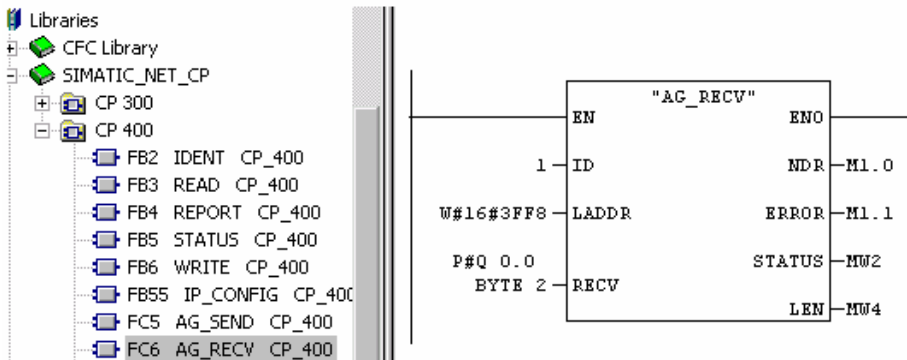 Libraries
CFC Library
SIMATIC_NET_CP
CP 300
CP 400
FB2 IDENT CP_400
FB3 READ CP_400
FB4 REPORT CP_400
FB5 STATUS CP_400
FB6 WRITE CP_400
FB55 IP_CONFIG CP_400
FC5 AG_SEND CP_400
FC6 AG_RECV CP_400
"AG_RECV"
EN ENO
1 ID NDR M1.0
W#16#3FF8 LADDR ERROR M1.1
P#Q 0.0 STATUS MW2
BYTE 2 RECV
LEN MW4